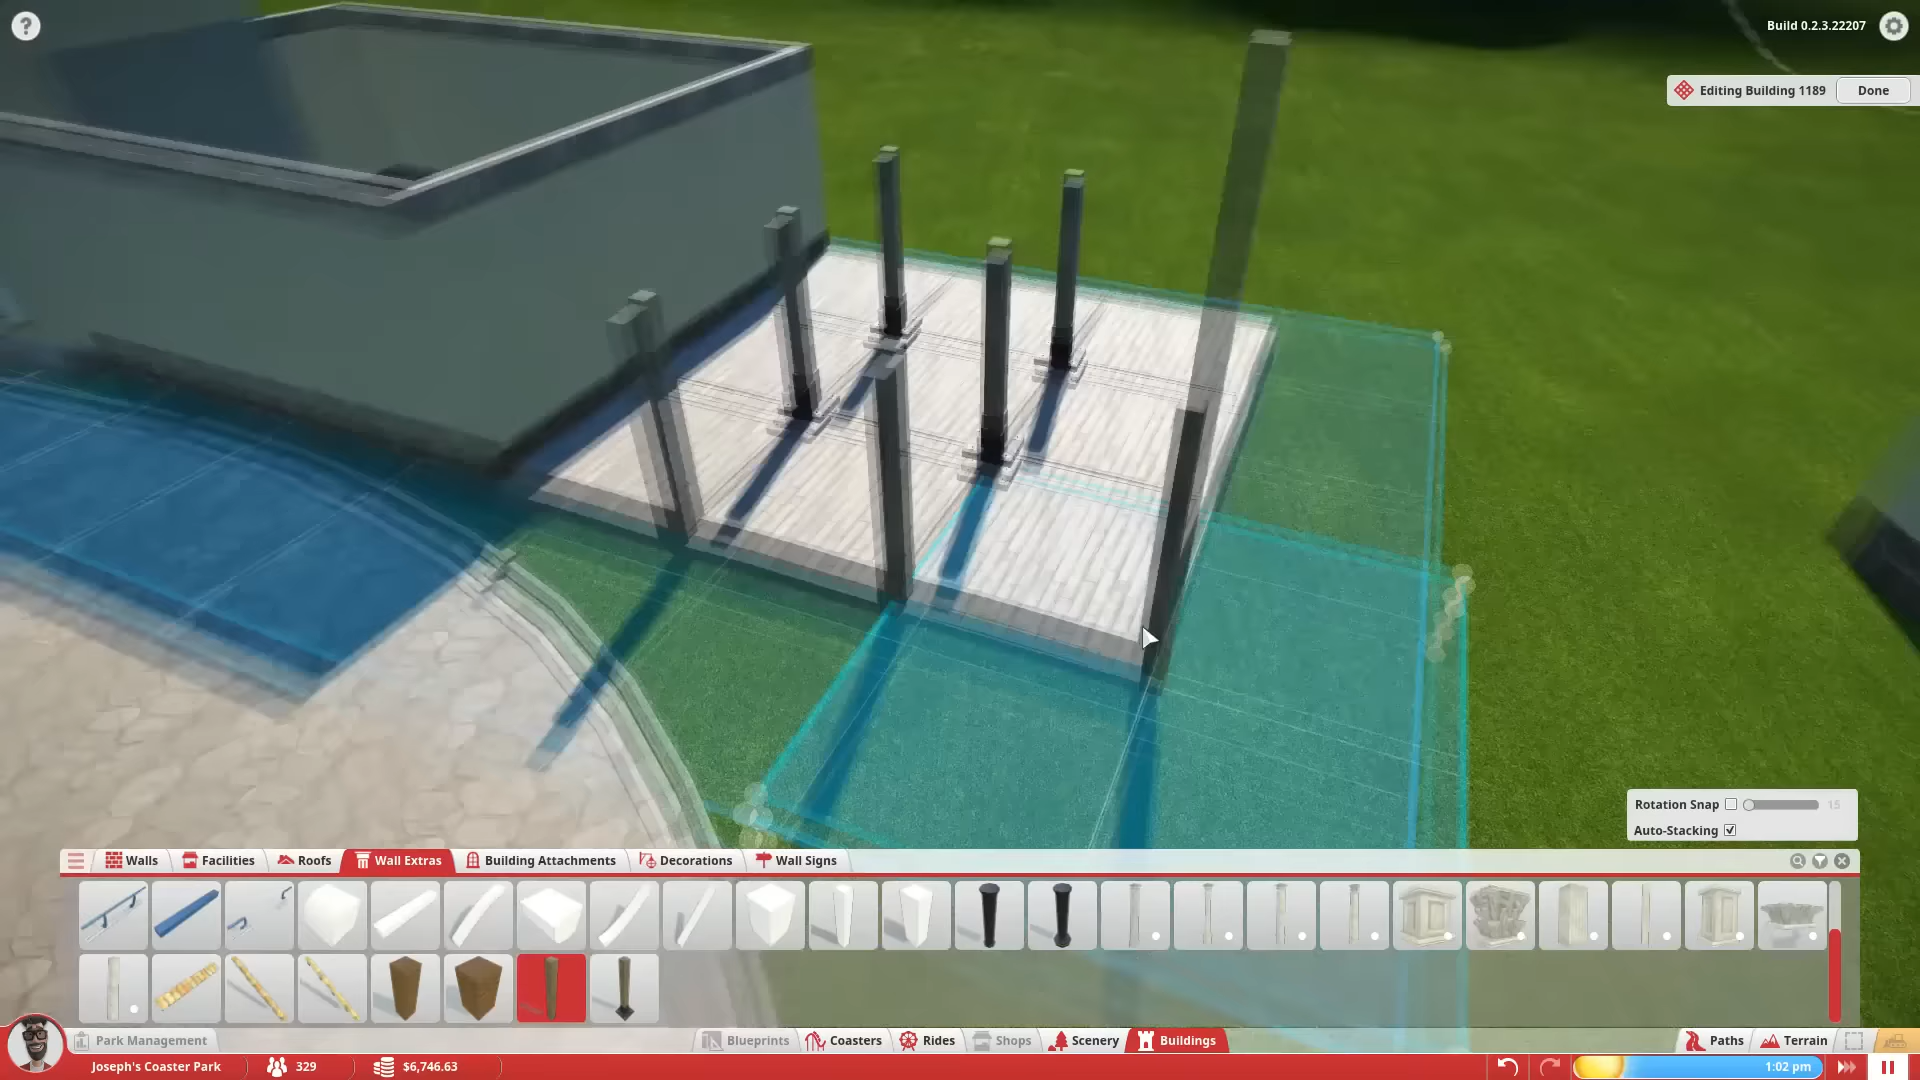 ?
Build 0.2.3.22207
Editing Building 1189
Done
Rotation Snap
15
Auto-Stacking
Walls
Facilities
Roofs
Wall Extras
Building Attachments
Decorations
Wall Signs
Park Management
Blueprints
Coasters
Rides
Shops
Scenery
Buildings
Paths
Terrain
Joseph's Coaster Park
329
$6,746.63
1:02 pm